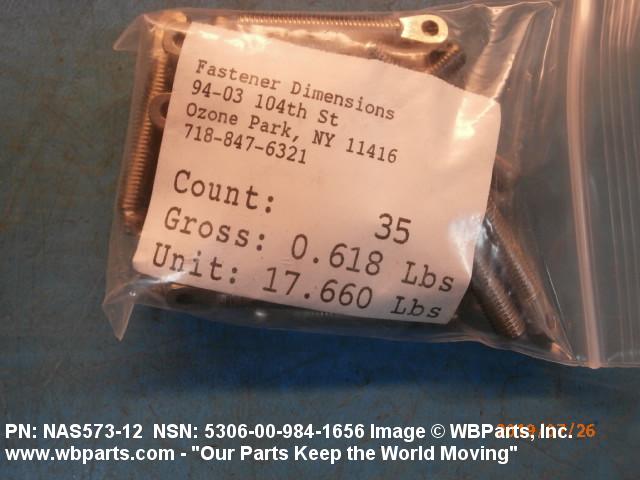 Fastener Dimensions
94-03 104th St
Ozone Park, NY 11416
718-847-6321
Count: 35
Gross: 0.618 Lbs
Unit: 17.660 Lbs
PN: NAS573-12 NSN: 5306-00-984-1656 Image © WBParts, Inc.
www.wbparts.com - "Our Parts Keep the World Moving"